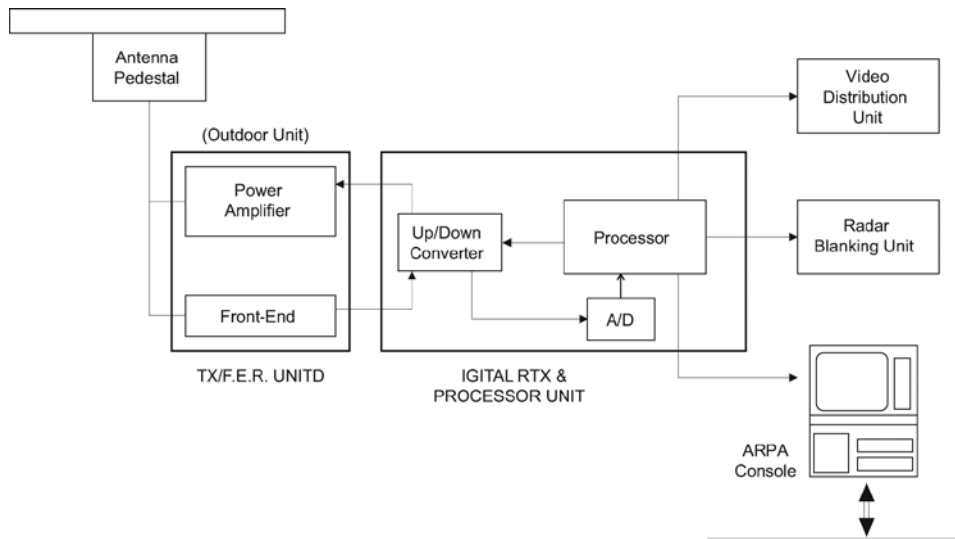 Antenna
Pedestal
(Outdoor Unit)
Power
Amplifier
Front-End
TX/F.E.R. UNITD
Up/Down
Converter
Processor
A/D
IGITAL RTX &
PROCESSOR UNIT
Video
Distribution
Unit
Radar
Blanking Unit
ARPA
Console